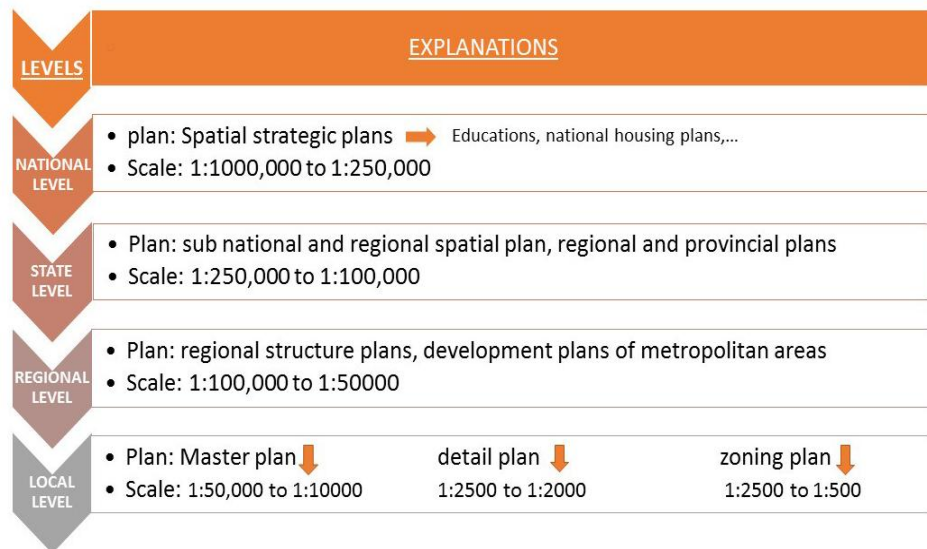 LEVELS
EXPLANATIONS
NATIONAL
LEVEL
• plan: Spatial strategic plans
Educations, national housing plans,...
• Scale: 1:1000,000 to 1:250,000
STATE
LEVEL
• Plan: sub national and regional spatial plan, regional and provincial plans
• Scale: 1:250,000 to 1:100,000
REGIONAL
LEVEL
• Plan: regional structure plans, development plans of metropolitan areas
• Scale: 1:100,000 to 1:50000
LOCAL
LEVEL
• Plan: Master plan detail plan zoning plan
• Scale: 1:50,000 to 1:10000 1:2500 to 1:2000 1:2500 to 1:500